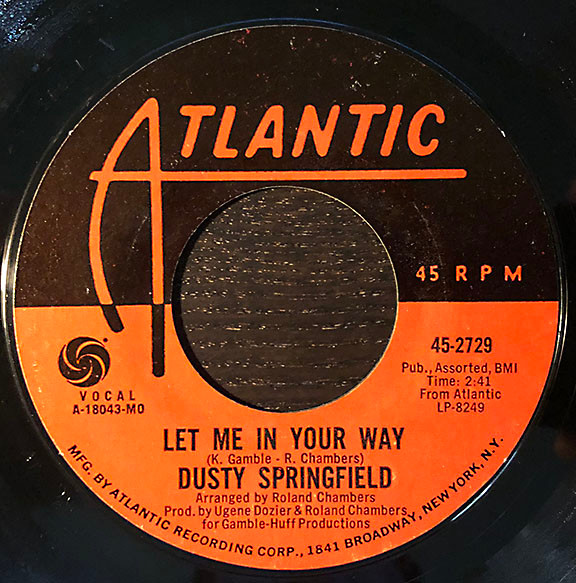 ATLANTIC
45 RPM
VOCAL
A-18043-MO
45-2729
Pub., Assorted, BMI
Time: 2:41
From Atlantic
LP-8249
LET ME IN YOUR WAY
(K. Gamble - R. Chambers)
DUSTY SPRINGFIELD
Arranged by Roland Chambers
Prod. by Ugene Dozier & Roland Chambers
for Gamble-Huff Productions
MFG. BY ATLANTIC RECORDING CORP., 1841 BROADWAY, NEW YORK, N.Y.